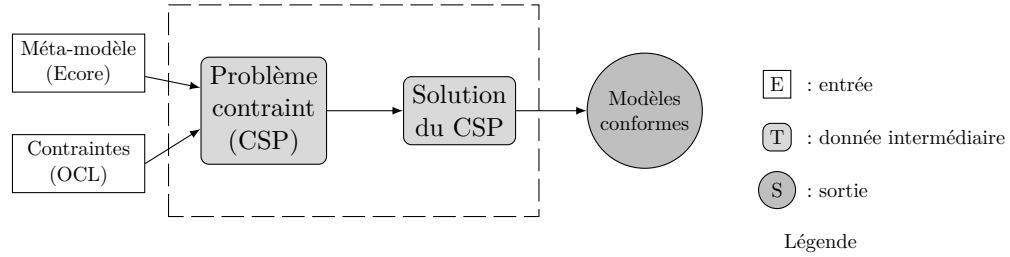 Méta-modèle
(Ecore)
Contraintes
(OCL)
Problème
contraint
(CSP)
Solution
du CSP
Modèles
conformes
E : entrée
T : donnée intermédiaire
S : sortie
Légende